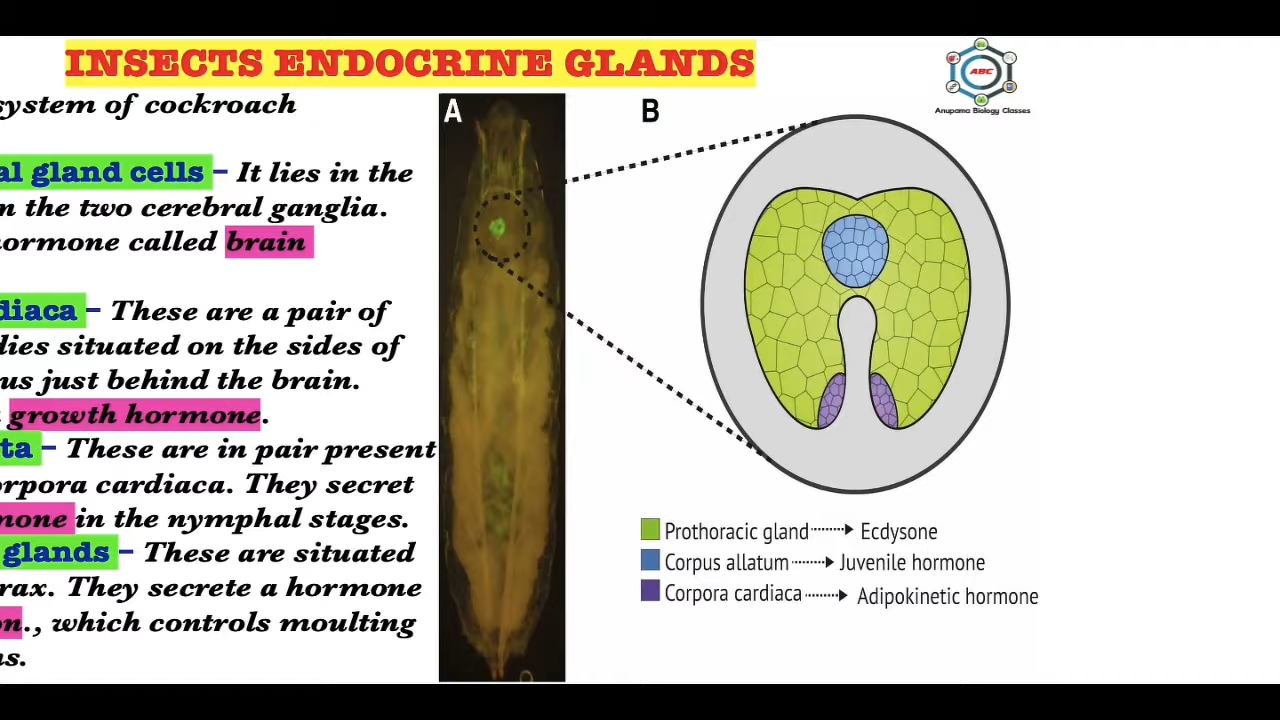 INSECTS ENDOCRINE GLANDS
ABC
Anupama Biology Classes
system of cockroach
al gland cells – It lies in the
n the two cerebral ganglia.
ormone called brain
diaca – These are a pair of
dies situated on the sides of
us just behind the brain.
growth hormone.
ta – These are in pair present
orpora cardiaca. They secret
mone in the nymphal stages.
glands – These are situated
rax. They secrete a hormone
on., which controls moulting
ns.
A
B
Prothoracic gland Ecdysone
Corpus allatum Juvenile hormone
Corpora cardiaca Adipokinetic hormone